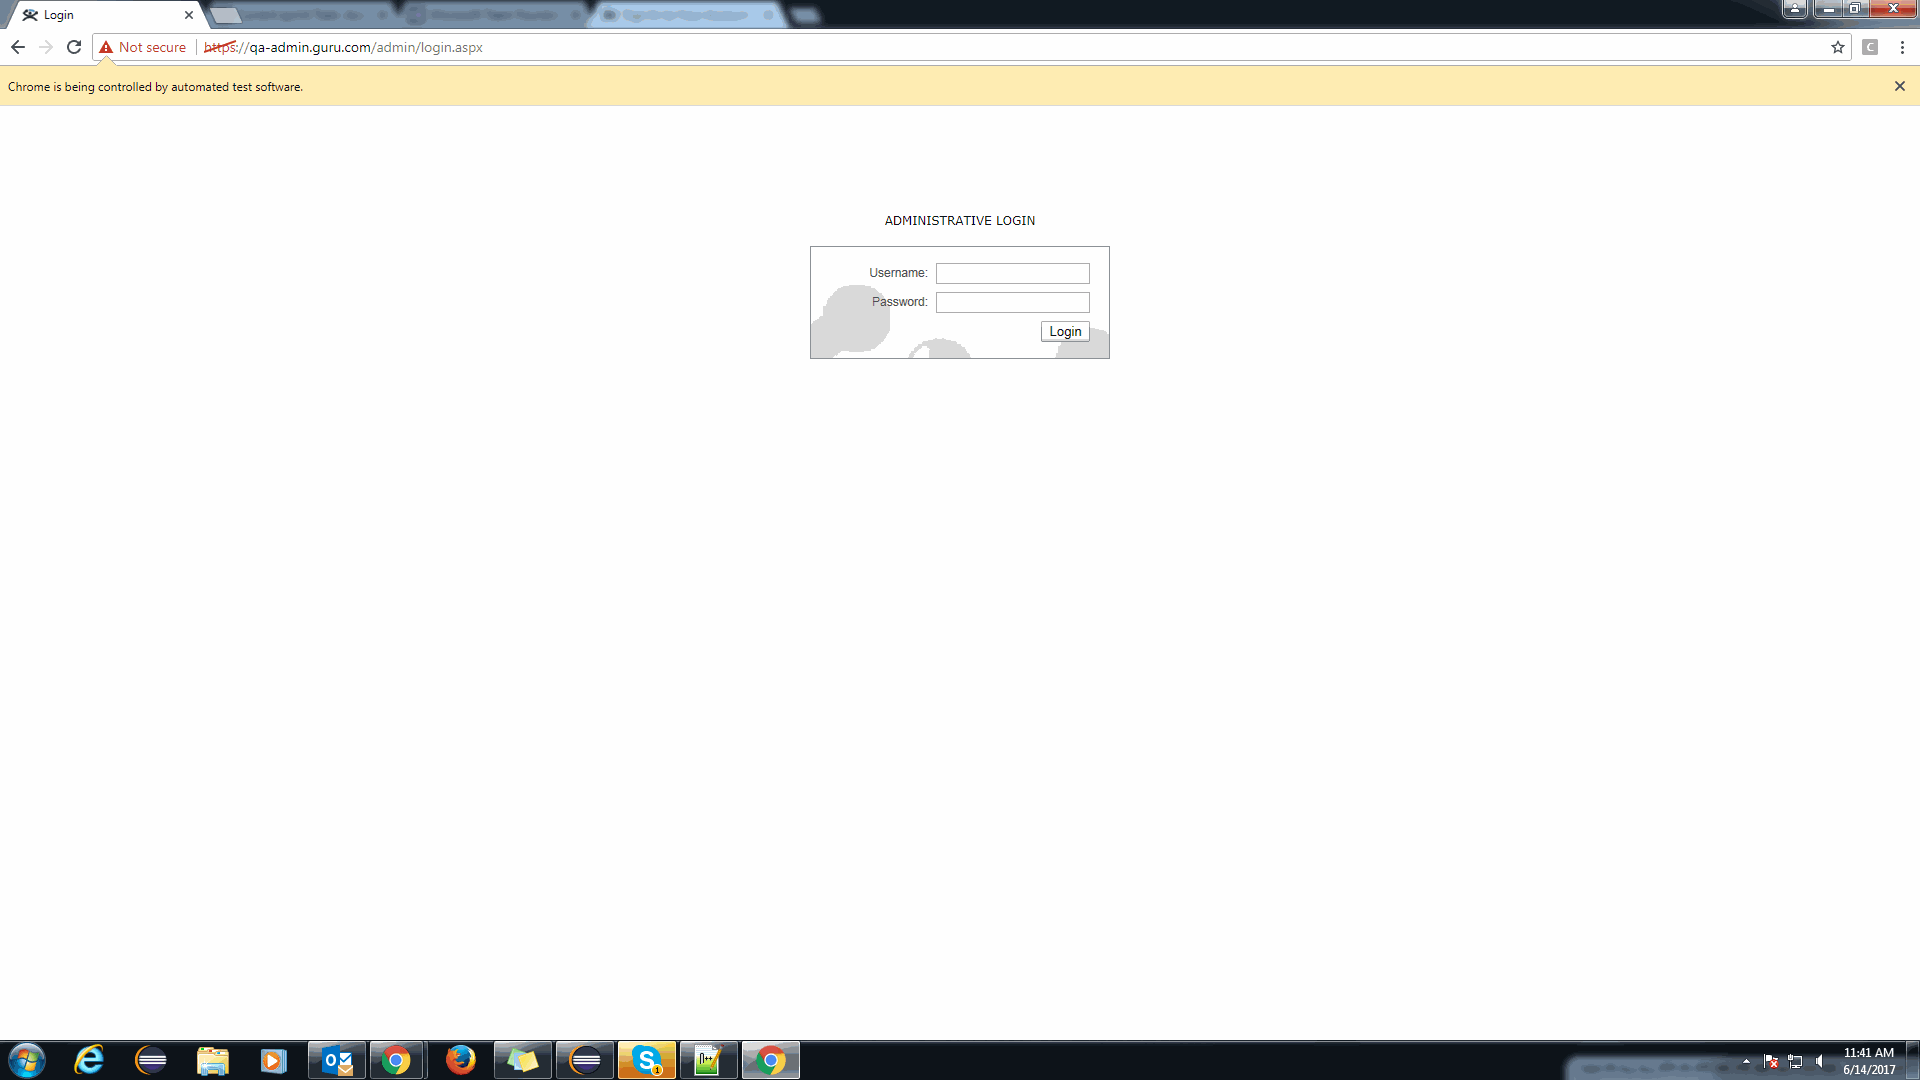 Login
Not secure https://qa-admin.guru.com/admin/login.aspx
C
Chrome is being controlled by automated test software.
ADMINISTRATIVE LOGIN
Username:
Password:
Login
11:41 AM
6/14/2017